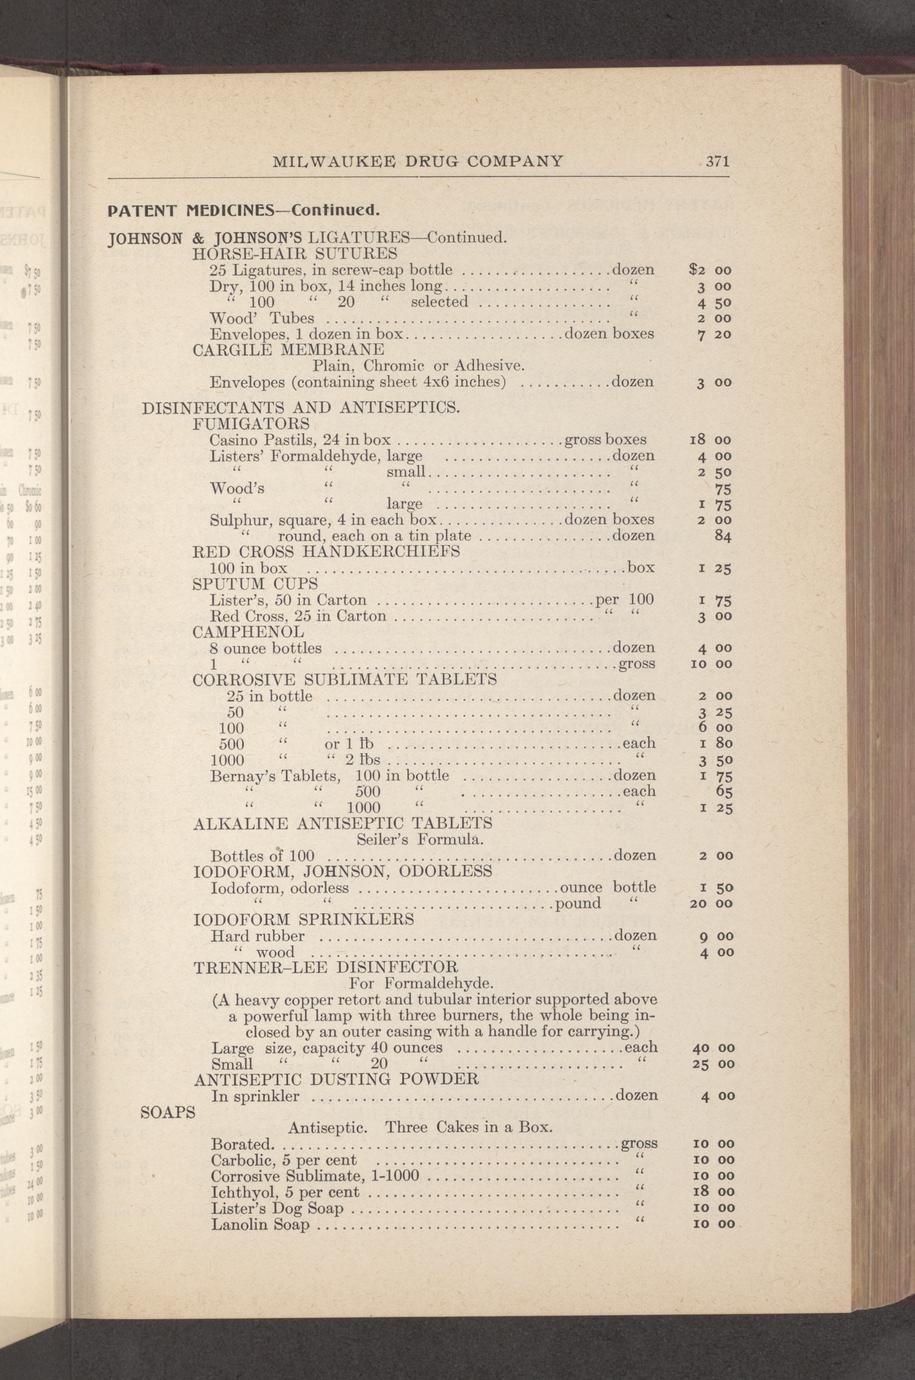 MILWAUKEE DRUG COMPANY 371
PATENT MEDICINES—Continued.
JOHNSON & JOHNSON'S LIGATURES—Continued.
HORSE-HAIR SUTURES
25 Ligatures, in screw-cap bottle ..................dozen $2 00
Dry, 100 in box, 14 inches long.................... “ 3 00
“ 100 “ 20 “ selected ................ “ 4 50
Wood' Tubes .................................. “ 2 00
Envelopes, 1 dozen in box...................dozen boxes 7 20
CARGILE MEMBRANE
Plain, Chromic or Adhesive.
Envelopes (containing sheet 4x6 inches) ...........dozen 3 00
DISINFECTANTS AND ANTISEPTICS.
FUMIGATORS
Casino Pastils, 24 in box ....................gross boxes 18 00
Listers' Formaldehyde, large ....................dozen 4 00
“ “ small...................... “ 2 50
Wood's “ “ ...................... “ 75
“ “ large ..................... “ 1 75
Sulphur, square, 4 in each box...............dozen boxes 2 00
“ round, each on a tin plate ................dozen 84
RED CROSS HANDKERCHIEFS
100 in box ......................................box 1 25
SPUTUM CUPS
Lister's, 50 in Carton ..........................per 100 1 75
Red Cross, 25 in Carton ........................ “ “ 3 00
CAMPHENOL
8 ounce bottles .................................dozen 4 00
1 “ “ ..................................gross 10 00
CORROSIVE SUBLIMATE TABLETS
25 in bottle ..................................dozen 2 00
50 “ .................................. “ 3 25
100 “ .................................. “ 6 00
500 “ or 1 lb ............................each 1 80
1000 “ “ 2 lbs ............................ “ 3 50
Bernay's Tablets, 100 in bottle ..................dozen 1 75
“ “ 500 “ ...................each 65
“ “ 1000 “ ................... “ 1 25
ALKALINE ANTISEPTIC TABLETS
Seiler's Formula.
Bottles of 100 ..................................dozen 2 00
IODOFORM, JOHNSON, ODORLESS
Iodoform, odorless ........................ounce bottle 1 50
“ “ ........................pound “ 20 00
IODOFORM SPRINKLERS
Hard rubber ...................................dozen 9 00
“ wood .................................... “ 4 00
TRENNER-LEE DISINFECTOR
For Formaldehyde.
(A heavy copper retort and tubular interior supported above
a powerful lamp with three burners, the whole being in-
closed by an outer casing with a handle for carrying.)
Large size, capacity 40 ounces ....................each 40 00
Small “ “ 20 “ .................... “ 25 00
ANTISEPTIC DUSTING POWDER
In sprinkler ....................................dozen 4 00
SOAPS
Antiseptic. Three Cakes in a Box.
Borated.........................................gross 10 00
Carbolic, 5 per cent ............................. “ 10 00
Corrosive Sublimate, 1-1000 ....................... “ 10 00
Ichthyol, 5 per cent .............................. “ 18 00
Lister's Dog Soap ................................ “ 10 00
Lanolin Soap .................................... “ 10 00